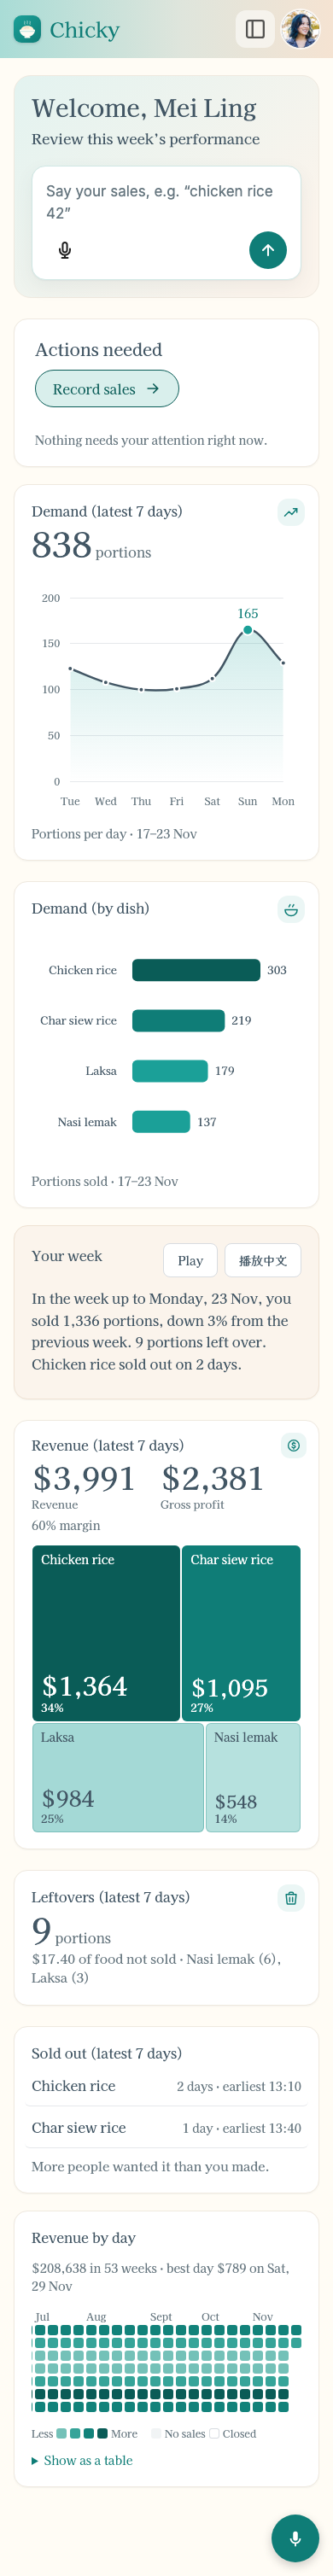 Chicky
Welcome, Mei Ling
Review this week's performance
Say your sales, e.g. “chicken rice
42”
Actions needed
Record sales
Nothing needs your attention right now.
Demand (latest 7 days)
838 portions
165
200
150
100
50
0
Tue Wed Thu Fri Sat Sun Mon
Portions per day · 17–23 Nov
Demand (by dish)
Chicken rice 303
Char siew rice 219
Laksa 179
Nasi lemak 137
Portions sold · 17–23 Nov
Your week Play 播放中文
In the week up to Monday, 23 Nov, you
sold 1,336 portions, down 3% from the
previous week. 9 portions left over.
Chicken rice sold out on 2 days.
Revenue (latest 7 days)
$3,991 $2,381
Revenue Gross profit
60% margin
Chicken rice Char siew rice
$1,364 $1,095
34% 27%
Laksa Nasi lemak
$984 $548
25% 14%
Leftovers (latest 7 days)
9 portions
$17.40 of food not sold · Nasi lemak (6),
Laksa (3)
Sold out (latest 7 days)
Chicken rice 2 days · earliest 13:10
Char siew rice 1 day · earliest 13:40
More people wanted it than you made.
Revenue by day
$208,638 in 53 weeks · best day $789 on Sat,
29 Nov
Jul Aug Sept Oct Nov
Less More No sales Closed
Show as a table